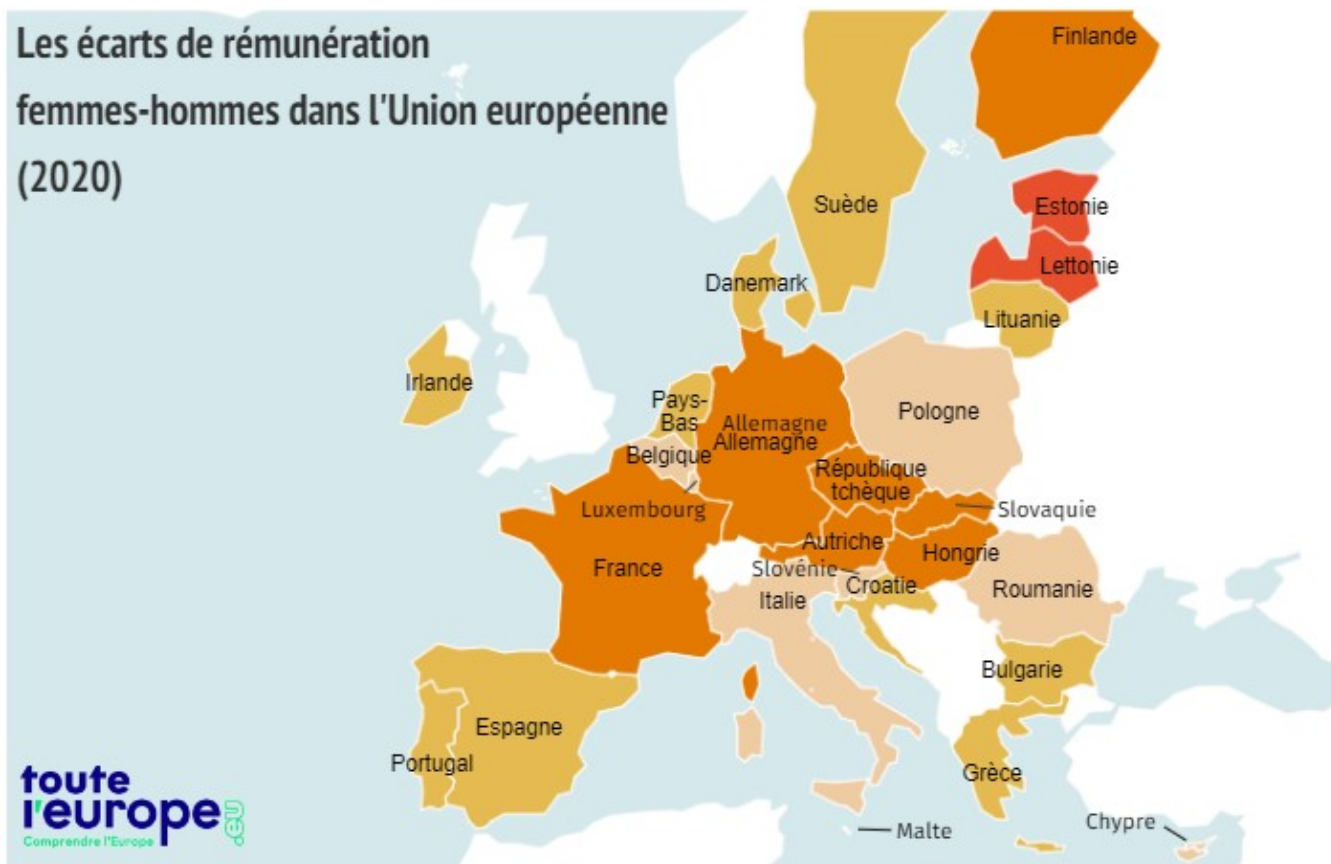 Les écarts de rémunération
femmes-hommes dans l'Union européenne
(2020)
Finlande
Suède
Estonie
Lettonie
Danemark
Lituanie
Irlande
Pays-
Bas
Pologne
Allemagne
Allemagne
Belgique
République
tchèque
Luxembourg
Slovaquie
Autriche
Hongrie
France
Slovénie
Croatie
Italie
Roumanie
Bulgarie
Espagne
Portugal
Grèce
Chypre
Malte
toute
l'europe.eu
Comprendre l'Europe